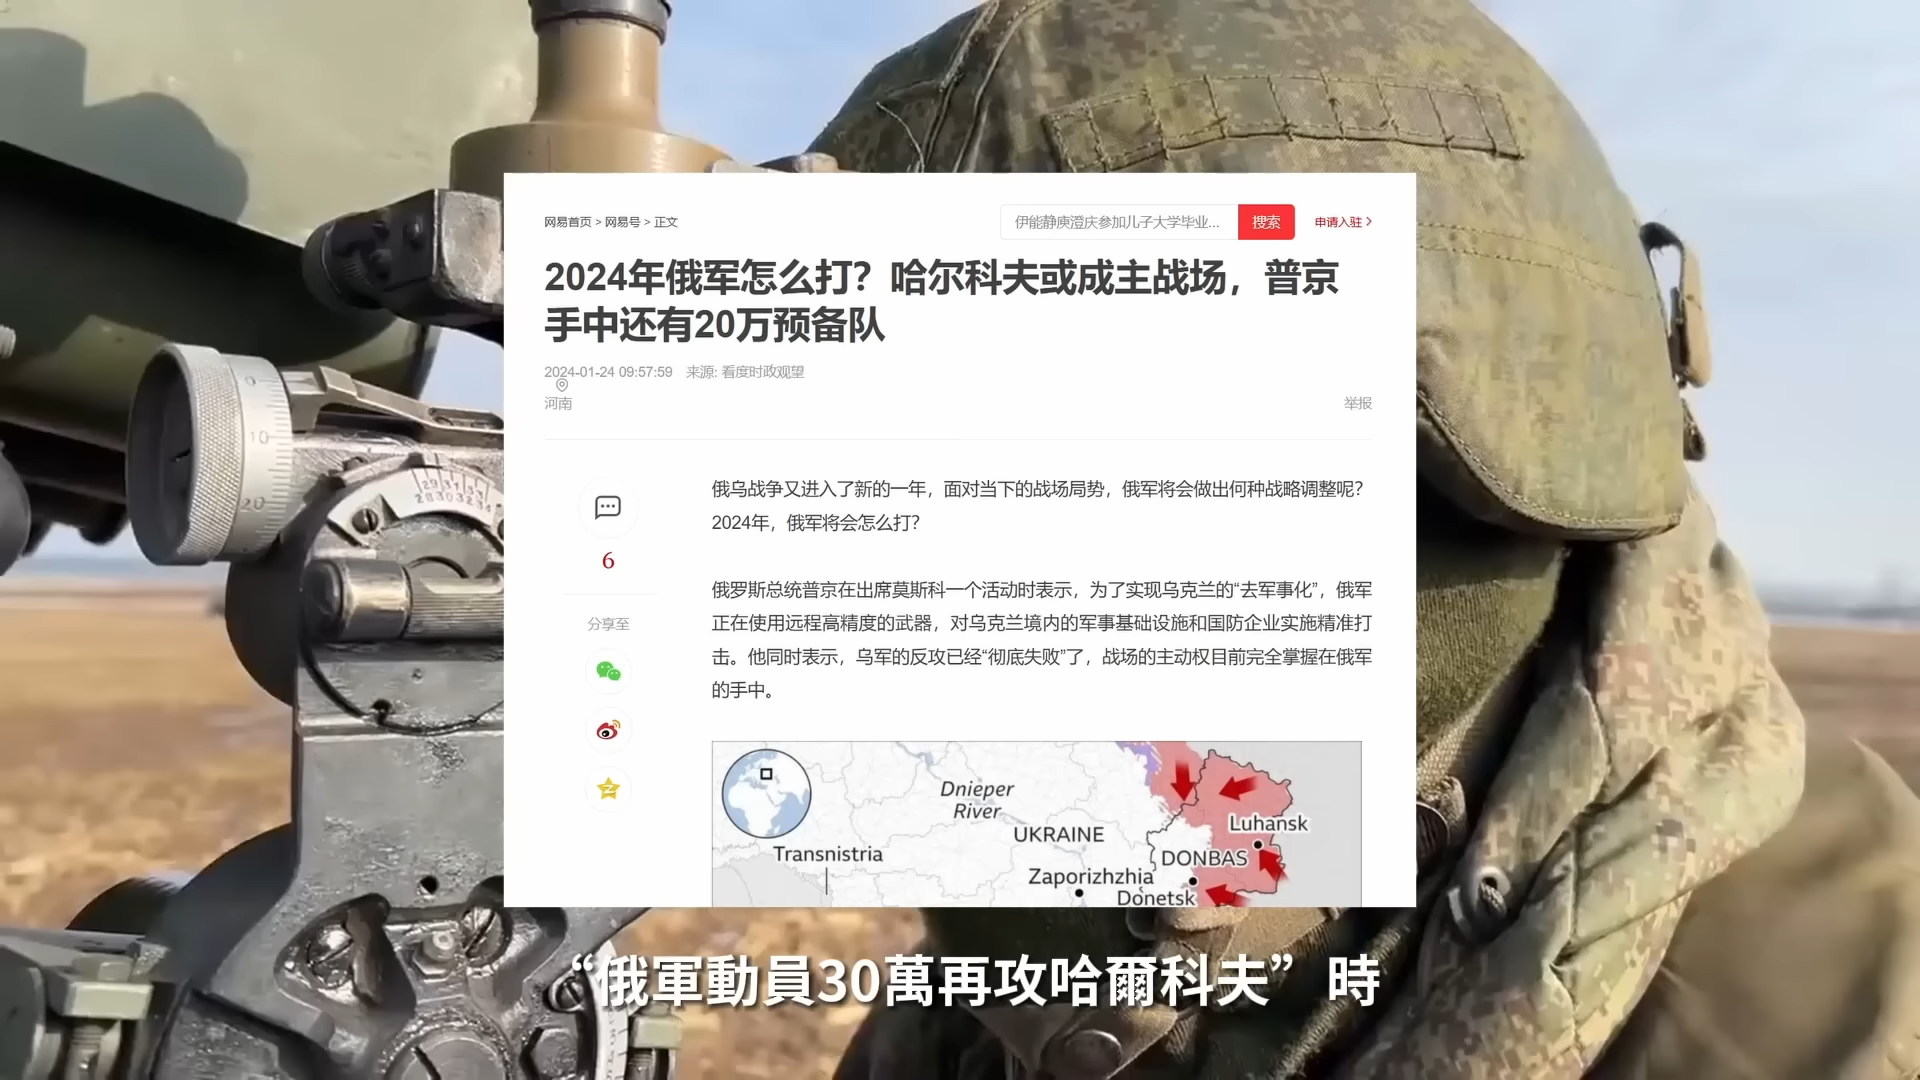 网易首页 > 网易号 > 正文
伊能静庾澄庆参加儿子大学毕业...
搜索
申请入驻 >
2024年俄军怎么打？哈尔科夫或成主战场，普京
手中还有20万预备队
2024-01-24 09:57:59 来源: 看度时政观望
河南
举报
6
分享至
俄乌战争又进入了新的一年，面对当下的战场局势，俄军将会做出何种战略调整呢？
2024年，俄军将会怎么打？
俄罗斯总统普京在出席莫斯科一个活动时表示，为了实现乌克兰的“去军事化”，俄军
正在使用远程高精度的武器，对乌克兰境内的军事基础设施和国防企业实施精准打
击。他同时表示，乌军的反攻已经“彻底失败”了，战场的主动权目前完全掌握在俄军
的手中。
Dnieper
River
UKRAINE
Luhansk
Transnistria
DONBAS
Zaporizhzhia
Donetsk
0
10
20
“俄軍動員30萬再攻哈爾科夫”時